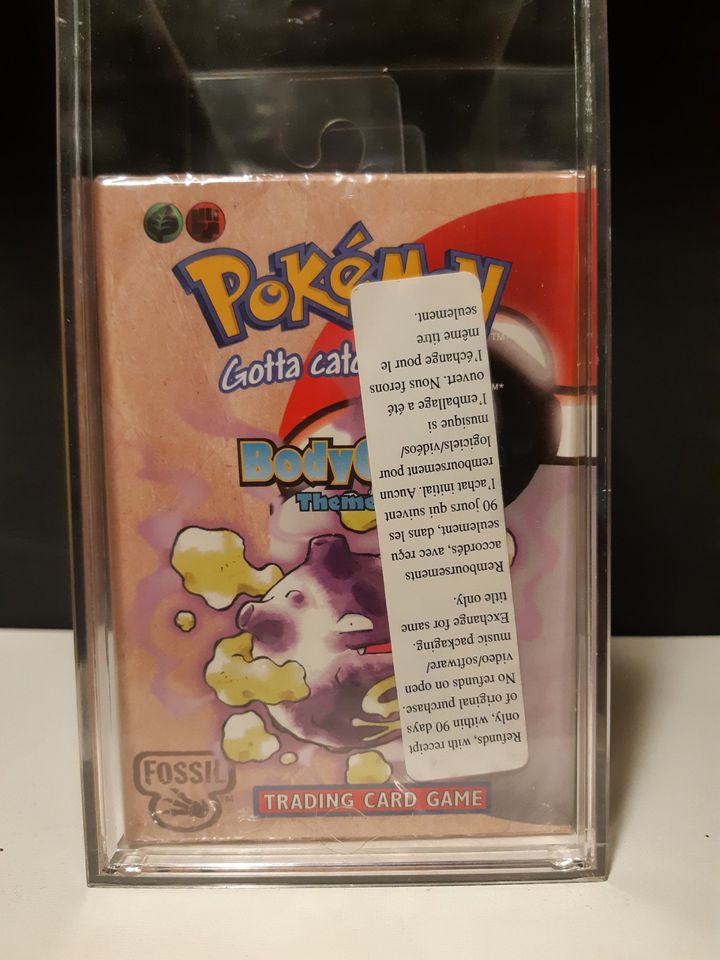 POKéMON
TM
Gotta
Theme
Refunds, with receipt
only, within 90 days
of original purchase.
No refunds on open
video/software/
music packaging.
Exchange for same
title only.
Remboursements
accordés, avec reçu
seulement, dans les
90 jours qui suivent
l'achat initial. Aucun
remboursement pour
logiciels/vidéos/
musique si
l'emballage a été
ouvert. Nous ferons
l'échange pour le
même titre
seulement.
FOSSIL
TM
TRADING CARD GAME